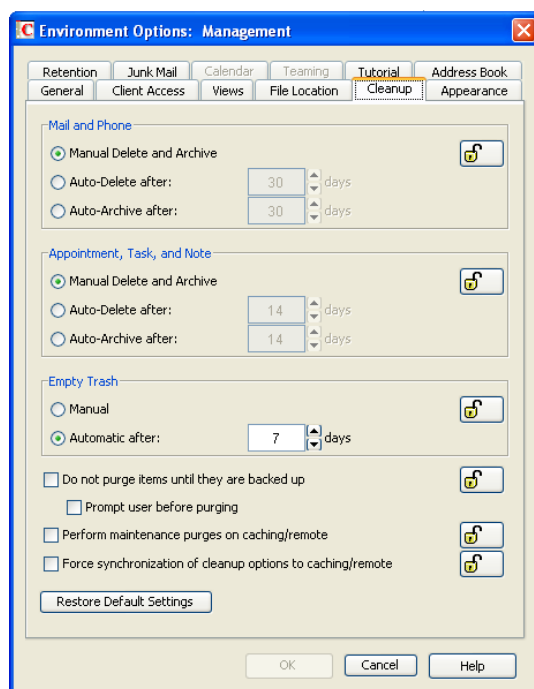 C Environment Options: Management
Retention Junk Mail Calendar Teaming Tutorial Address Book
General Client Access Views File Location Cleanup Appearance
Mail and Phone
Manual Delete and Archive
Auto-Delete after: 30 days
Auto-Archive after: 30 days
Appointment, Task, and Note
Manual Delete and Archive
Auto-Delete after: 14 days
Auto-Archive after: 14 days
Empty Trash
Manual
Automatic after: 7 days
Do not purge items until they are backed up
Prompt user before purging
Perform maintenance purges on caching/remote
Force synchronization of cleanup options to caching/remote
Restore Default Settings
OK Cancel Help